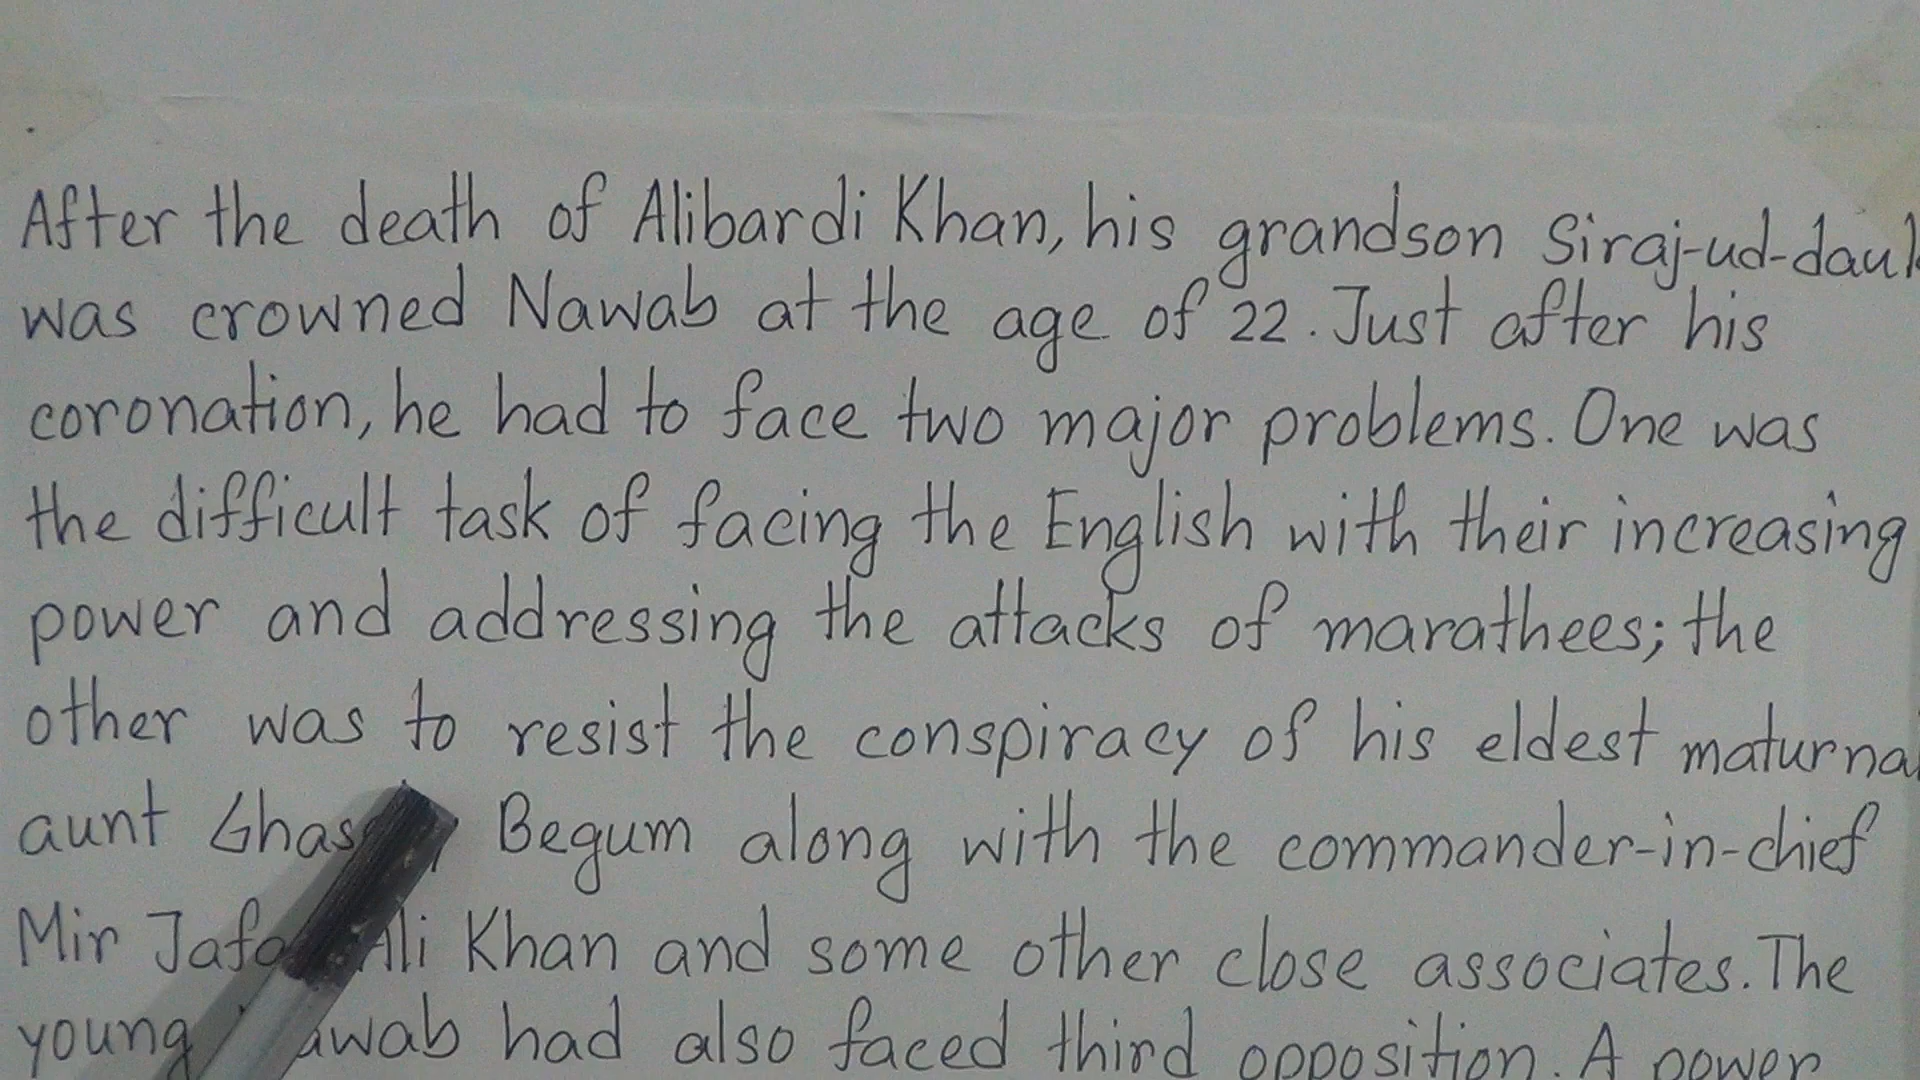 After the death of Alibardi Khan, his grandson Siraj-ud-daul
was crowned Nawab at the age of 22. Just after his
coronation, he had to face two major problems. One was
the difficult task of facing the English with their increasing
power and addressing the attacks of marathees; the
other was to resist the conspiracy of his eldest maturna
aunt Begum along with the commander-in-chief
Mir Ali Khan and some other close associates. The
young had also faced third opposition. A power